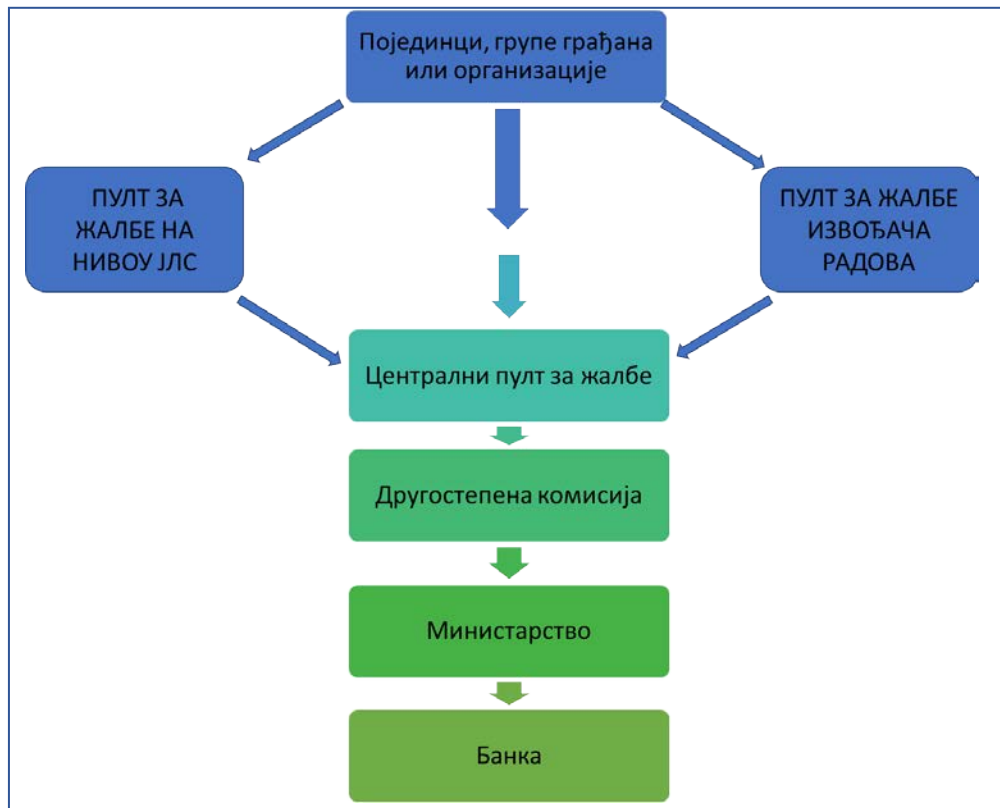 Појединци, групе грађана
или организације
ПУЛТ ЗА
ЖАЛБЕ НА
НИВОУ ЈЛС
ПУЛТ ЗА ЖАЛБЕ
ИЗВОЂАЧА
РАДОВА
Централни пулт за жалбе
Другостепена комисија
Министарство
Банка